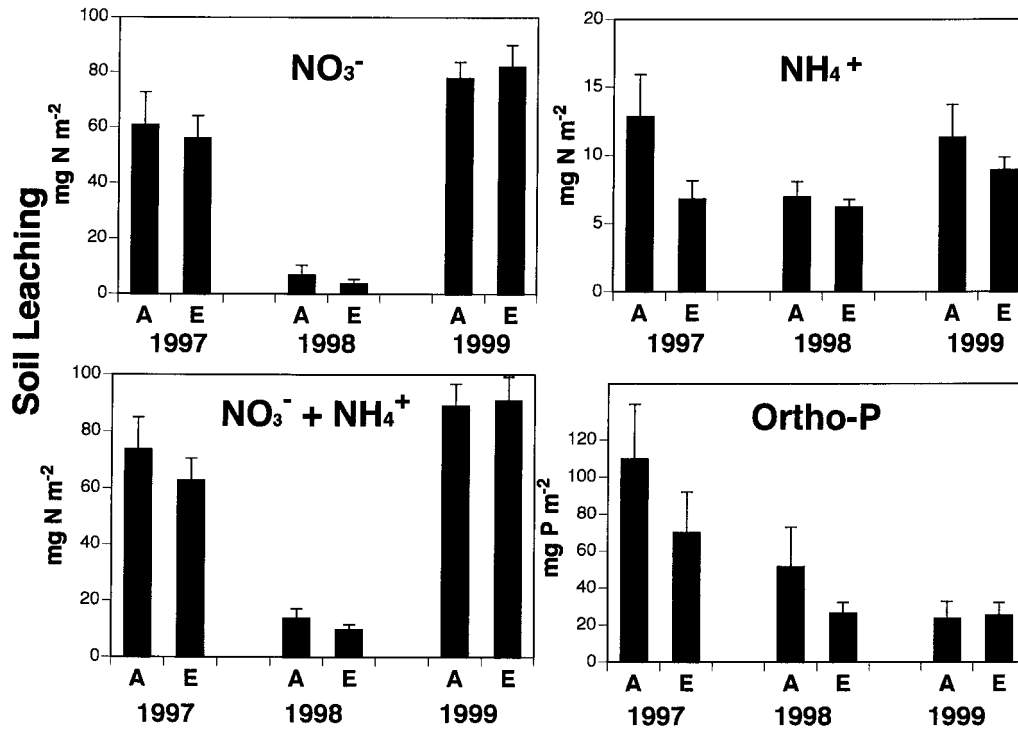 Soil Leaching
NO₃⁻
mg N m⁻²
100
80
60
40
20
0
A E A E A E
1997 1998 1999
NH₄⁺
mg N m⁻²
20
15
10
5
0
A E A E A E
1997 1998 1999
NO₃⁻ + NH₄⁺
mg N m⁻²
100
80
60
40
20
0
A E A E A E
1997 1998 1999
Ortho-P
mg P m⁻²
120
100
80
60
40
20
0
A E A E A E
1997 1998 1999